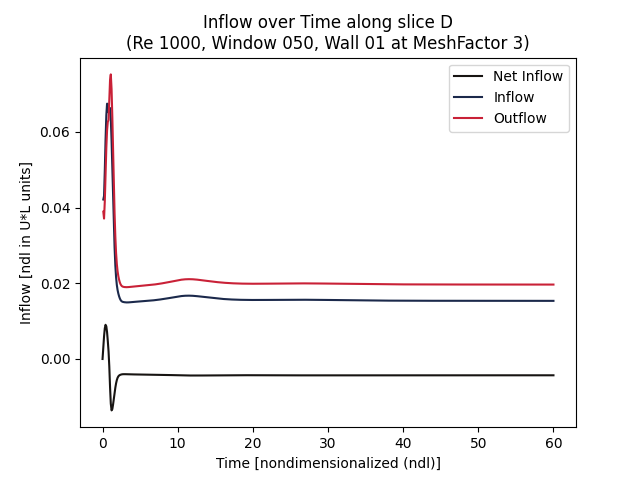 Inflow over Time along slice D
(Re 1000, Window 050, Wall 01 at MeshFactor 3)
Net Inflow
Inflow
Outflow
Inflow [ndl in U*L units]
0.06
0.04
0.02
0.00
0 10 20 30 40 50 60
Time [nondimensionalized (ndl)]